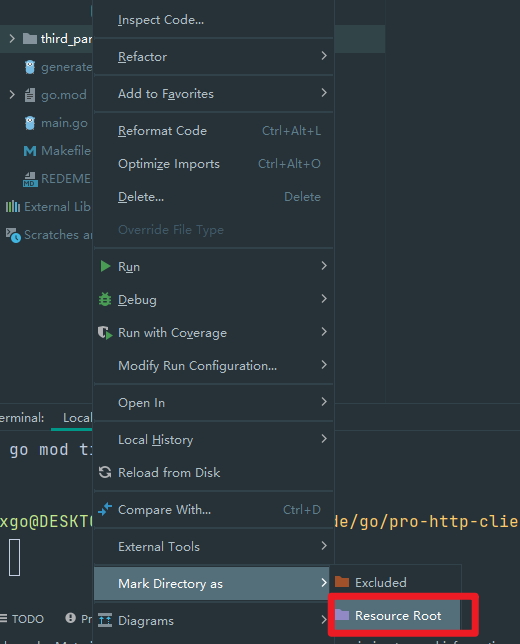 Inspect Code...
third_par
Refactor
generate
Add to Favorites
go.mod
main.go
Reformat Code Ctrl+Alt+L
Makefile
Optimize Imports Ctrl+Alt+O
REDEME
Delete... Delete
External Lib
Override File Type
Scratches an
Run
Debug
Run with Coverage
Modify Run Configuration...
Open In
erminal: Local
Local History
go mod ti
Reload from Disk
Compare With... Ctrl+D
xgo@DESKTO de/go/pro-http-clie
External Tools
Mark Directory as
Excluded
Resource Root
TODO
Pr
Diagrams